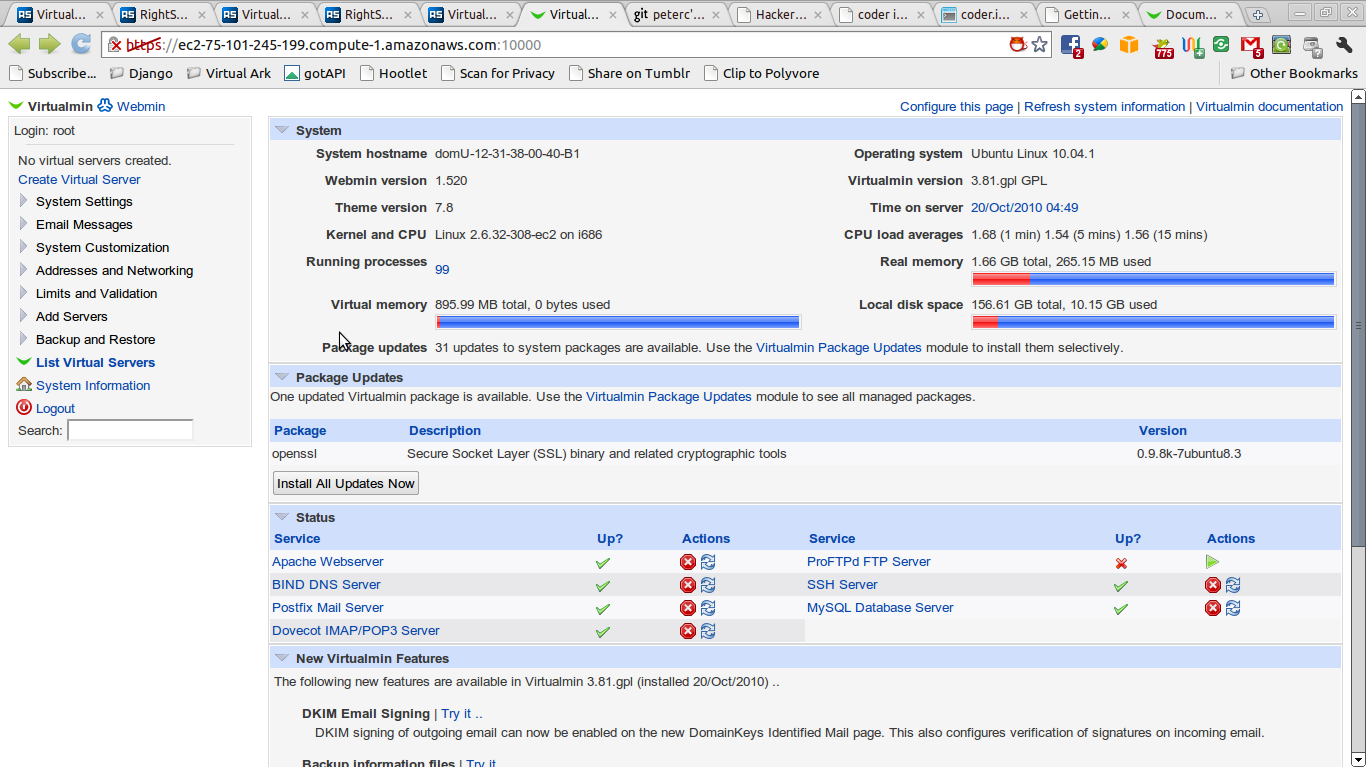 Virtualm... RightS... Virtual... RightS... Virtual... Virtual... git peterc'... Hacker... coder i... coder.i... Gettin... Docum...
https://ec2-75-101-245-199.compute-1.amazonaws.com:10000
2 775 5 ?
Subscribe... Django Virtual Ark gotAPI Hootlet Scan for Privacy Share on Tumblr Clip to Polyvore Other Bookmarks
Virtualmin Webmin
Configure this page | Refresh system information | Virtualmin documentation
Login: root
No virtual servers created.
Create Virtual Server
System Settings
Email Messages
System Customization
Addresses and Networking
Limits and Validation
Add Servers
Backup and Restore
List Virtual Servers
System Information
Logout
Search:
System
System hostname domU-12-31-38-00-40-B1 Operating system Ubuntu Linux 10.04.1
Webmin version 1.520 Virtualmin version 3.81.gpl GPL
Theme version 7.8 Time on server 20/Oct/2010 04:49
Kernel and CPU Linux 2.6.32-308-ec2 on i686 CPU load averages 1.68 (1 min) 1.54 (5 mins) 1.56 (15 mins)
Running processes 99 Real memory 1.66 GB total, 265.15 MB used
Virtual memory 895.99 MB total, 0 bytes used Local disk space 156.61 GB total, 10.15 GB used
Package updates 31 updates to system packages are available. Use the Virtualmin Package Updates module to install them selectively.
Package Updates
One updated Virtualmin package is available. Use the Virtualmin Package Updates module to see all managed packages.
Package Description Version
openssl Secure Socket Layer (SSL) binary and related cryptographic tools 0.9.8k-7ubuntu8.3
Install All Updates Now
Status
Service Up? Actions Service Up? Actions
Apache Webserver ProFTPd FTP Server
BIND DNS Server SSH Server
Postfix Mail Server MySQL Database Server
Dovecot IMAP/POP3 Server
New Virtualmin Features
The following new features are available in Virtualmin 3.81.gpl (installed 20/Oct/2010) ..
DKIM Email Signing | Try it ..
DKIM signing of outgoing email can now be enabled on the new DomainKeys Identified Mail page. This also configures verification of signatures on incoming email.
Backup information files | Try it